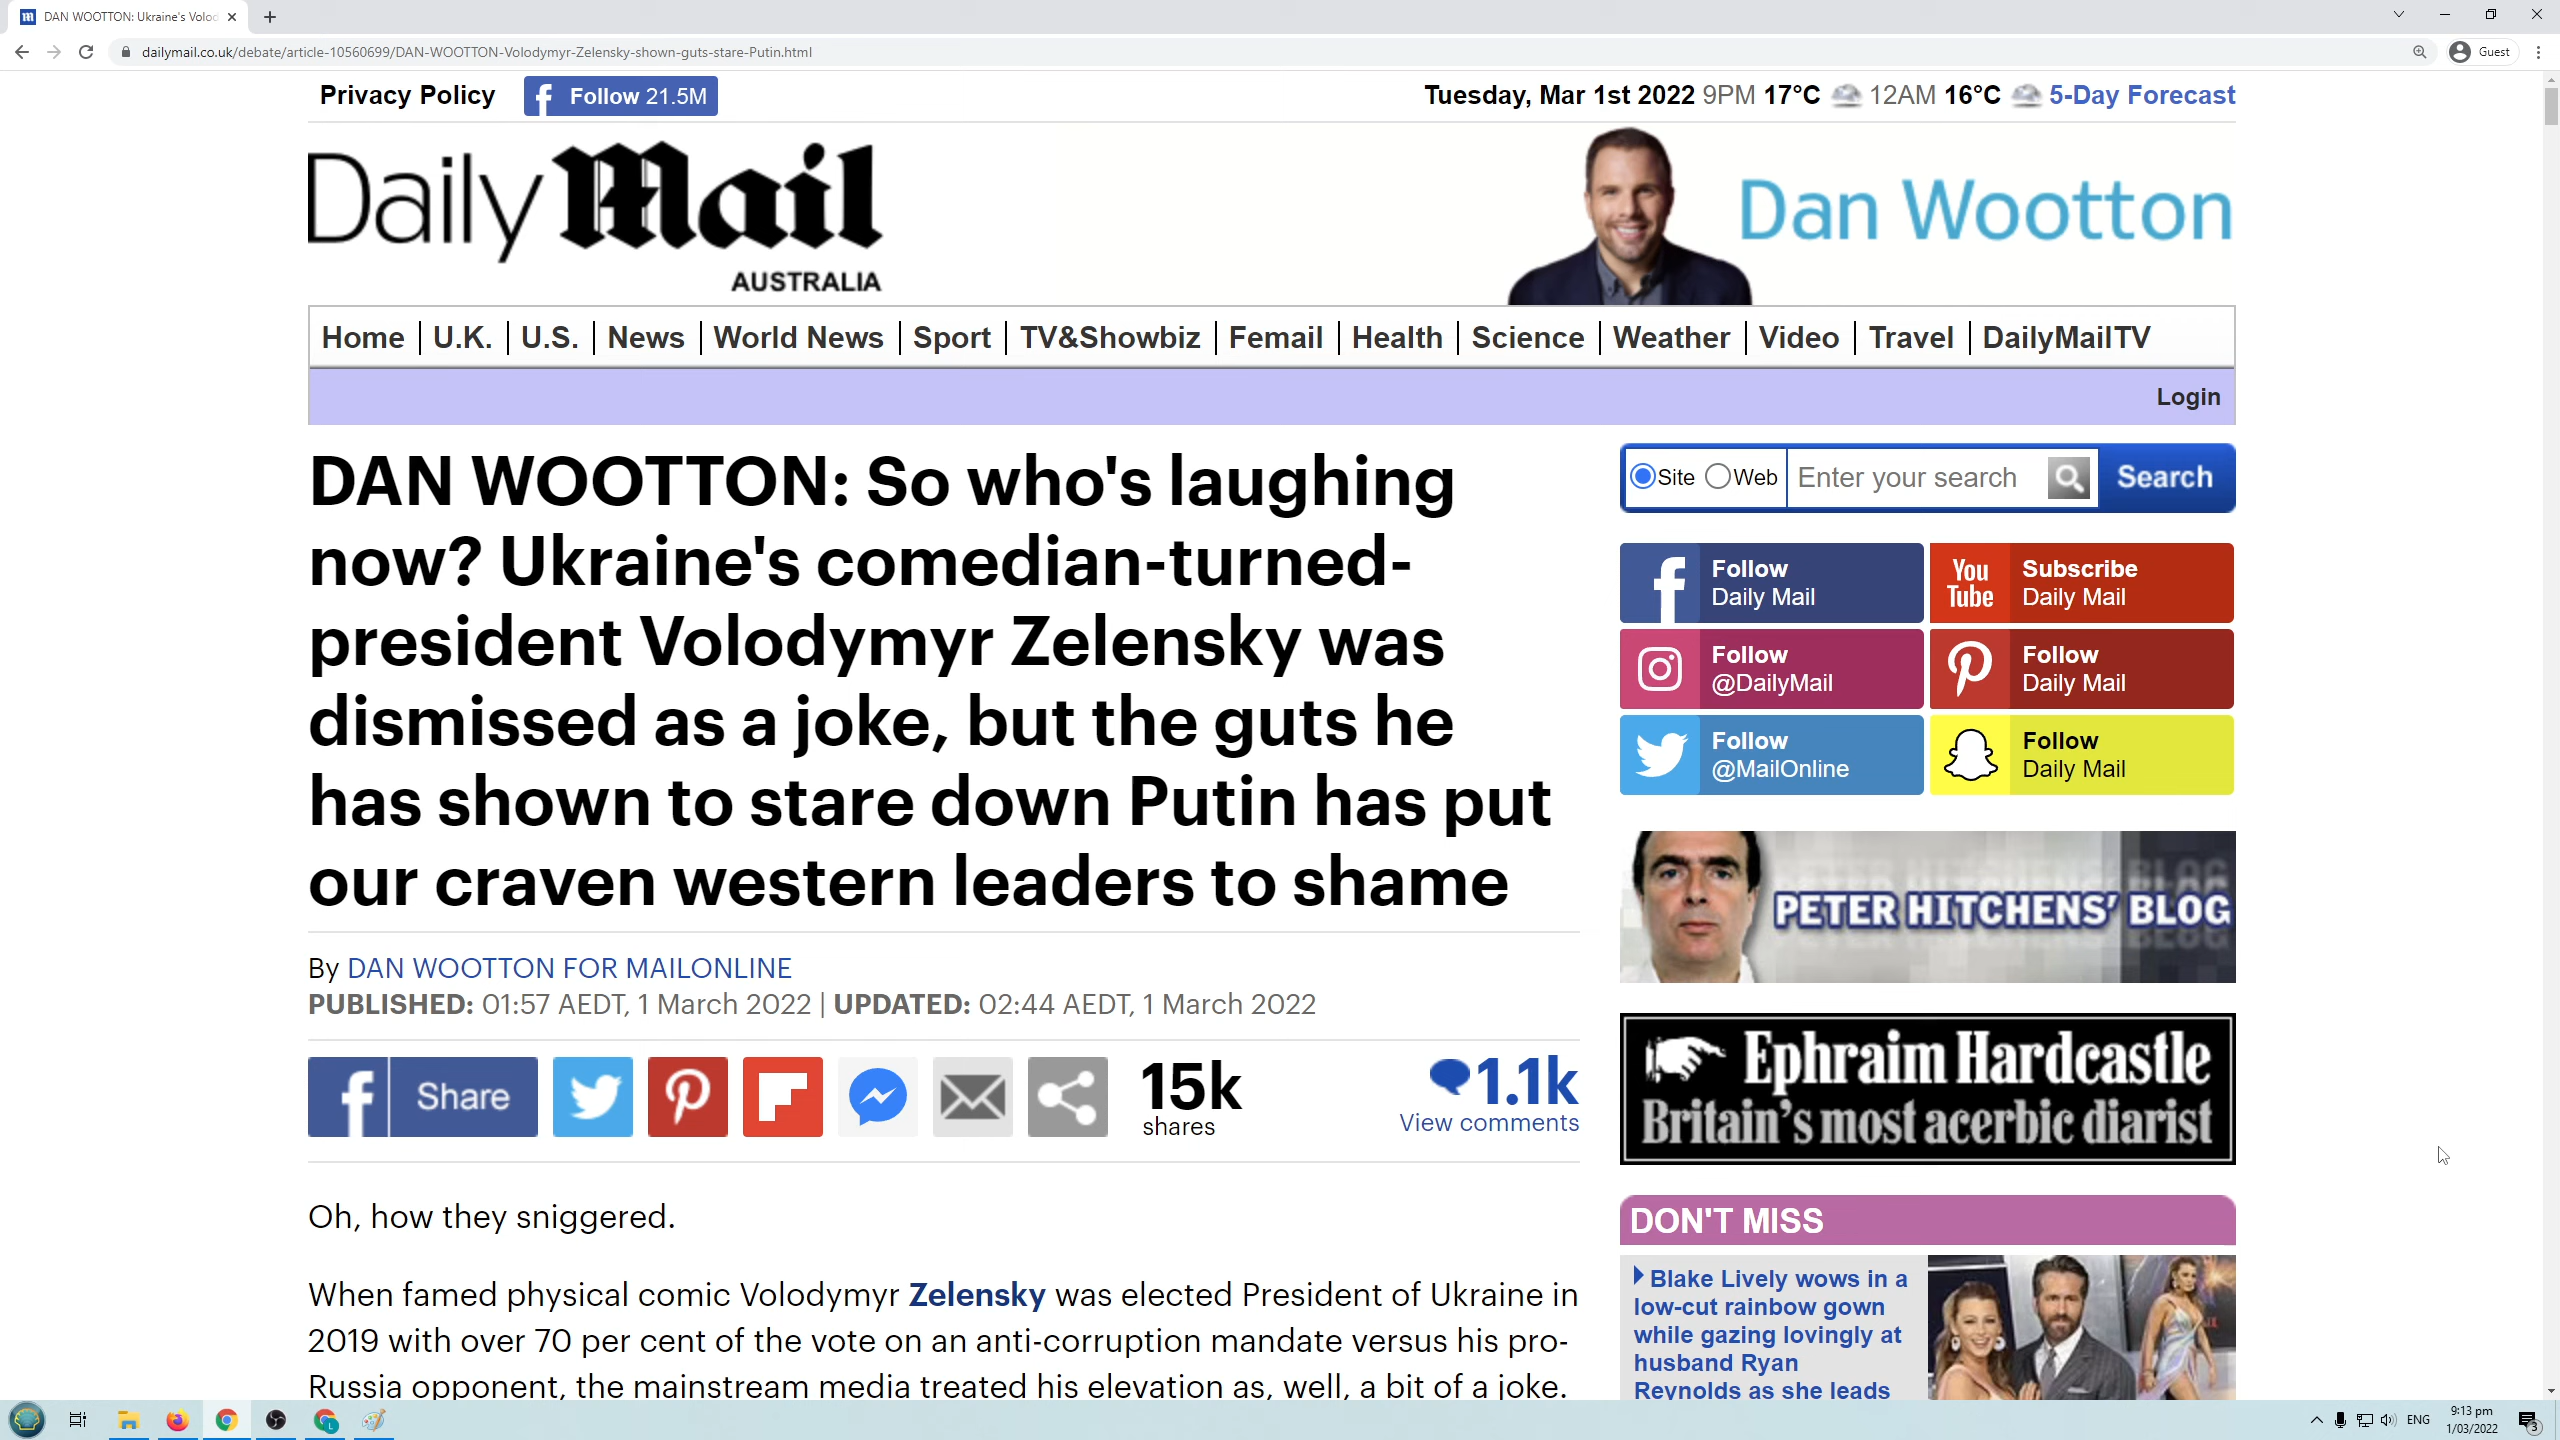 DAN WOOTTON: Ukraine's Volod
dailymail.co.uk/debate/article-10560699/DAN-WOOTTON-Volodymyr-Zelensky-shown-guts-stare-Putin.html
Guest
Privacy Policy
Follow 21.5M
Tuesday, Mar 1st 2022 9PM 17°C 12AM 16°C 5-Day Forecast
Daily Mail
AUSTRALIA
Dan Wootton
Home U.K. U.S. News World News Sport TV&Showbiz Femail Health Science Weather Video Travel DailyMailTV
Login
DAN WOOTTON: So who's laughing
now? Ukraine's comedian-turned-
president Volodymyr Zelensky was
dismissed as a joke, but the guts he
has shown to stare down Putin has put
our craven western leaders to shame
By DAN WOOTTON FOR MAILONLINE
PUBLISHED: 01:57 AEDT, 1 March 2022 | UPDATED: 02:44 AEDT, 1 March 2022
Share
15k
shares
1.1k
View comments
Oh, how they sniggered.
When famed physical comic Volodymyr Zelensky was elected President of Ukraine in
2019 with over 70 per cent of the vote on an anti-corruption mandate versus his pro-
Russia opponent, the mainstream media treated his elevation as, well, a bit of a joke.
Site Web Enter your search Search
Follow
Daily Mail
You
Tube
Subscribe
Daily Mail
Follow
@DailyMail
Follow
Daily Mail
Follow
@MailOnline
Follow
Daily Mail
PETER HITCHENS' BLOG
Ephraim Hardcastle
Britain's most acerbic diarist
DON'T MISS
Blake Lively wows in a
low-cut rainbow gown
while gazing lovingly at
husband Ryan
Reynolds as she leads
ENG
9:13 pm
1/03/2022
3